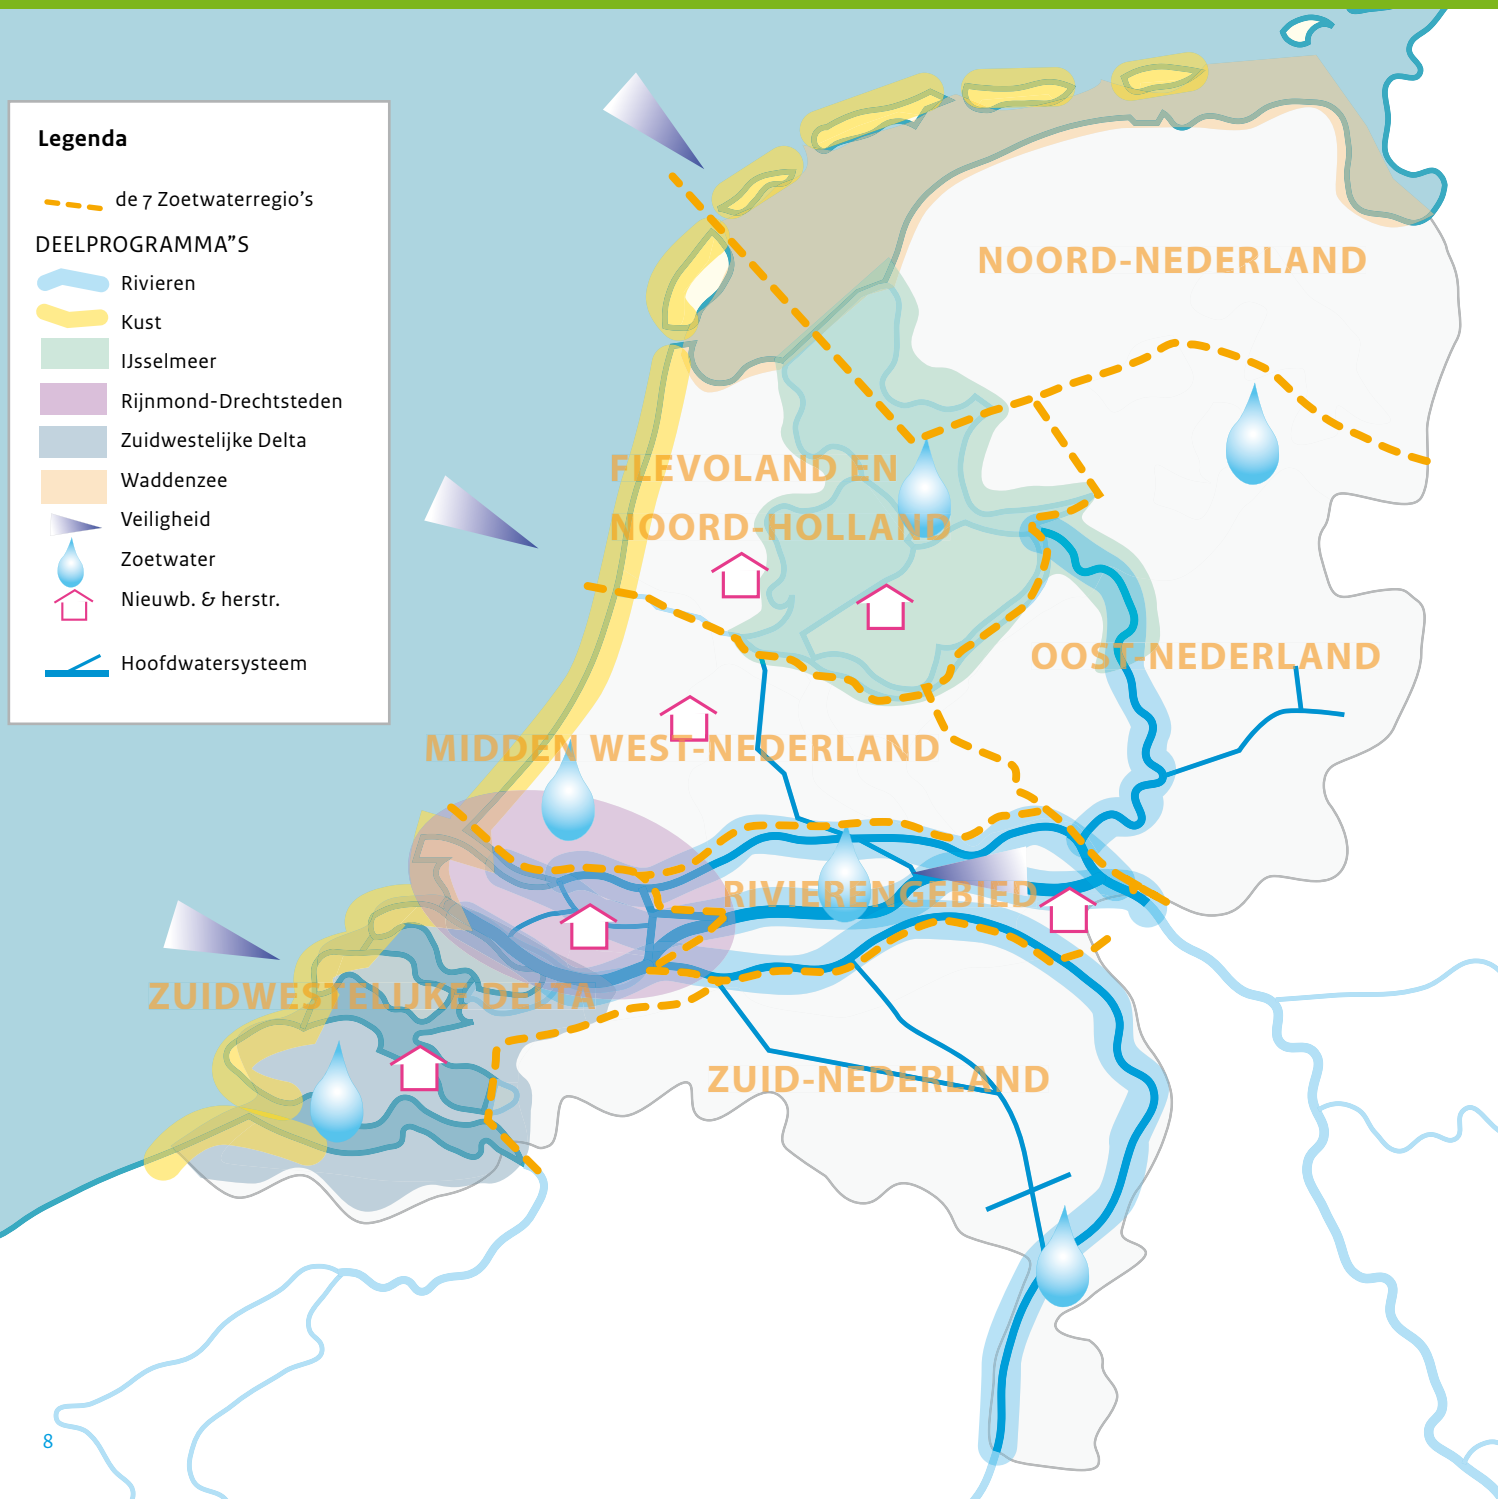 Legenda
de 7 Zoetwaterregio's
DEELPROGRAMMA"S
Rivieren
Kust
IJsselmeer
Rijnmond-Drechtsteden
Zuidwestelijke Delta
Waddenzee
Veiligheid
Zoetwater
Nieuwb. & herstr.
Hoofdwatersysteem
NOORD-NEDERLAND
FLEVOLAND EN
NOORD-HOLLAND
OOST-NEDERLAND
MIDDEN WEST-NEDERLAND
RIVIERENGEBIED
ZUIDWESTELIJKE DELTA
ZUID-NEDERLAND
8